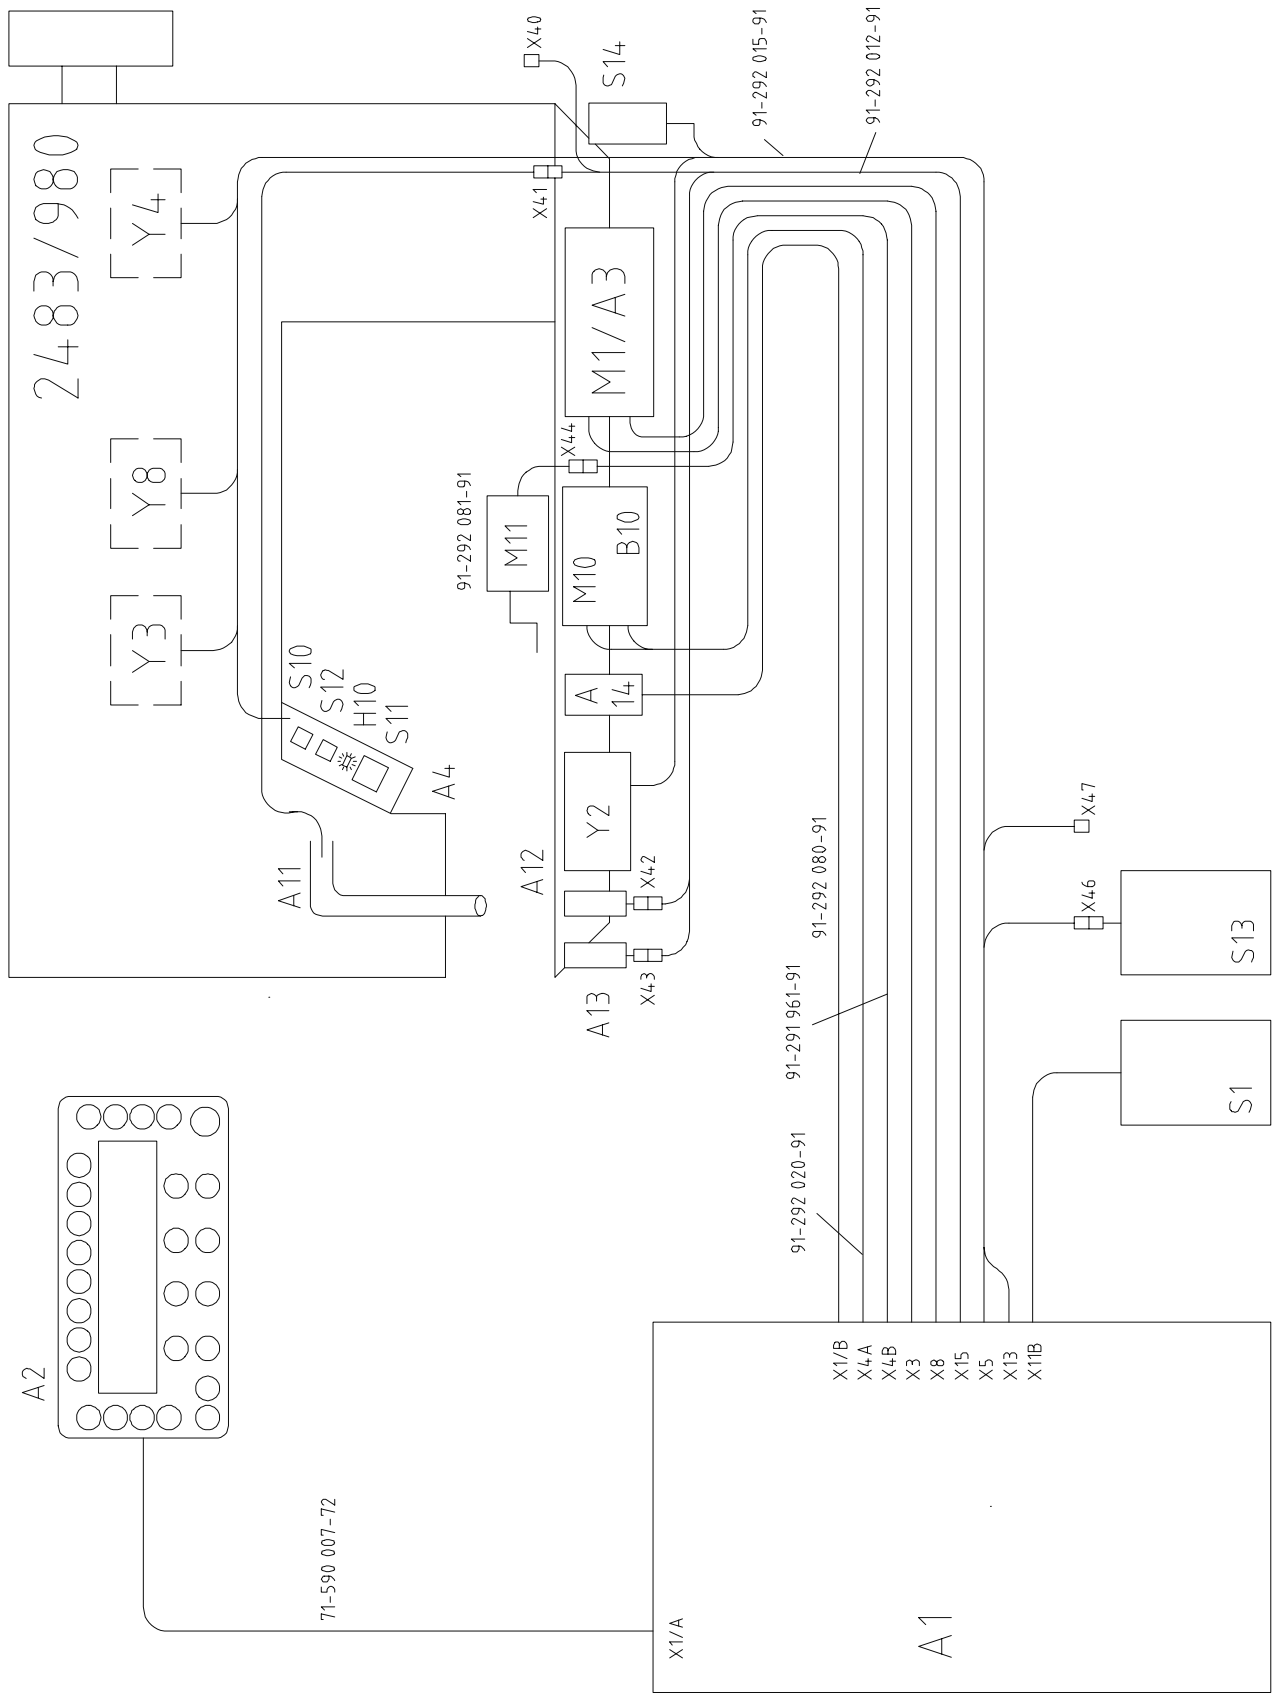 2483/980
Y3
Y8
Y4
X40
S14
91-292 015-91
91-292 012-91
X41
S10
S12
H10
S11
A4
A11
91-292 081-91
M11
X44
M1/A3
M10
B10
A
14
Y2
A12
X42
A13
X43
A2
71-590 007-72
91-292 020-91
91-291 961-91
91-292 080-91
X47
X46
S13
S1
X1/A
A1
X1/B
X4A
X4B
X3
X8
X15
X5
X13
X11B